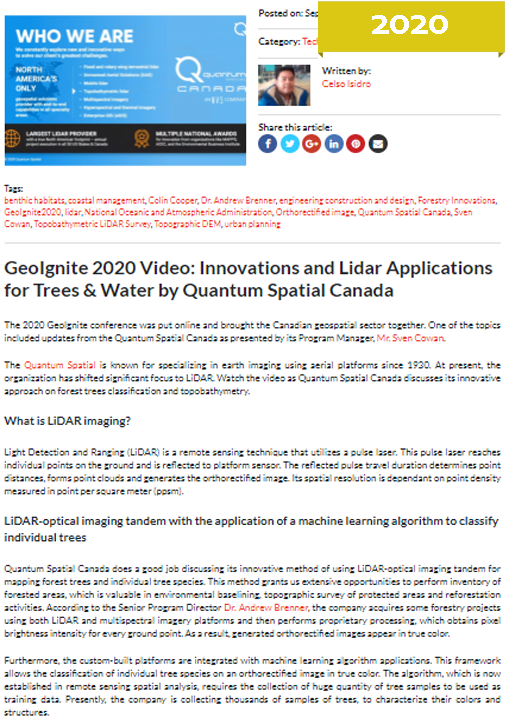 WHO WE ARE
We constantly explore new and innovative ways
to solve our client's greatest challenges.
NORTH
AMERICA'S
ONLY
geospatial solutions
provider with end-to-end
capabilities in all specialty
areas.
Fixed and rotary wing terrestrial lidar
Unmanned Aerial Solutions (UAS)
Mobile lidar
Topobathymetric lidar
Multispectral Imagery
Hyperspectral and thermal imagery
Enterprise GIS
Quantum
CANADA
AN NV5 COMPANY
LARGEST LIDAR PROVIDER
MULTIPLE NATIONAL AWARDS
Posted on: Sep
2020
Category: Tec
Written by:
Celso Isidro
Share this article:
Tags:
benthic habitats, coastal management, Colin Cooper, Dr. Andrew Brenner, engineering construction and design, Forestry Innovations,
GeoIgnite2020, lidar, National Oceanic and Atmospheric Administration, Orthorectified image, Quantum Spatial Canada, Sven
Cowan, Topobathymetric LiDAR Survey, Topographic DEM, urban planning
GeoIgnite 2020 Video: Innovations and Lidar Applications
for Trees & Water by Quantum Spatial Canada
The 2020 GeoIgnite conference was put online and brought the Canadian geospatial sector together. One of the topics
included updates from the Quantum Spatial Canada as presented by its Program Manager, Mr. Sven Cowan.
The Quantum Spatial is known for specializing in earth imaging using aerial platforms since 1930. At present, the
organization has shifted significant focus to LiDAR. Watch the video as Quantum Spatial Canada discusses its innovative
approach on forest trees classification and topobathymetry.
What is LiDAR imaging?
Light Detection and Ranging (LiDAR) is a remote sensing technique that utilizes a pulse laser. This pulse laser reaches
individual points on the ground and is reflected to platform sensor. The reflected pulse travel duration determines point
distances, forms point clouds and generates the orthorectified image. Its spatial resolution is dependant on point density
measured in point per square meter (ppsm).
LiDAR-optical imaging tandem with the application of a machine learning algorithm to classify
individual trees
Quantum Spatial Canada does a good job discussing its innovative method of using LiDAR-optical imaging tandem for
mapping forest trees and individual tree species. This method grants us extensive opportunities to perform inventory of
forested areas, which is valuable in environmental baselining, topographic survey of protected areas and reforestation
activities. According to the Senior Program Director Dr. Andrew Brenner, the company acquires some forestry projects
using both LiDAR and multispectral imagery platforms and then performs proprietary processing, which obtains pixel
brightness intensity for every ground point. As a result, generated orthorectified images appear in true color.
Furthermore, the custom-built platforms are integrated with machine learning algorithm applications. This framework
allows the classification of individual tree species on an orthorectified image in true color. The algorithm, which is now
established in remote sensing spatial analysis, requires the collection of huge quantity of tree samples to be used as
training data. Presently, the company is collecting thousands of samples of trees, to characterize their colors and
structures.